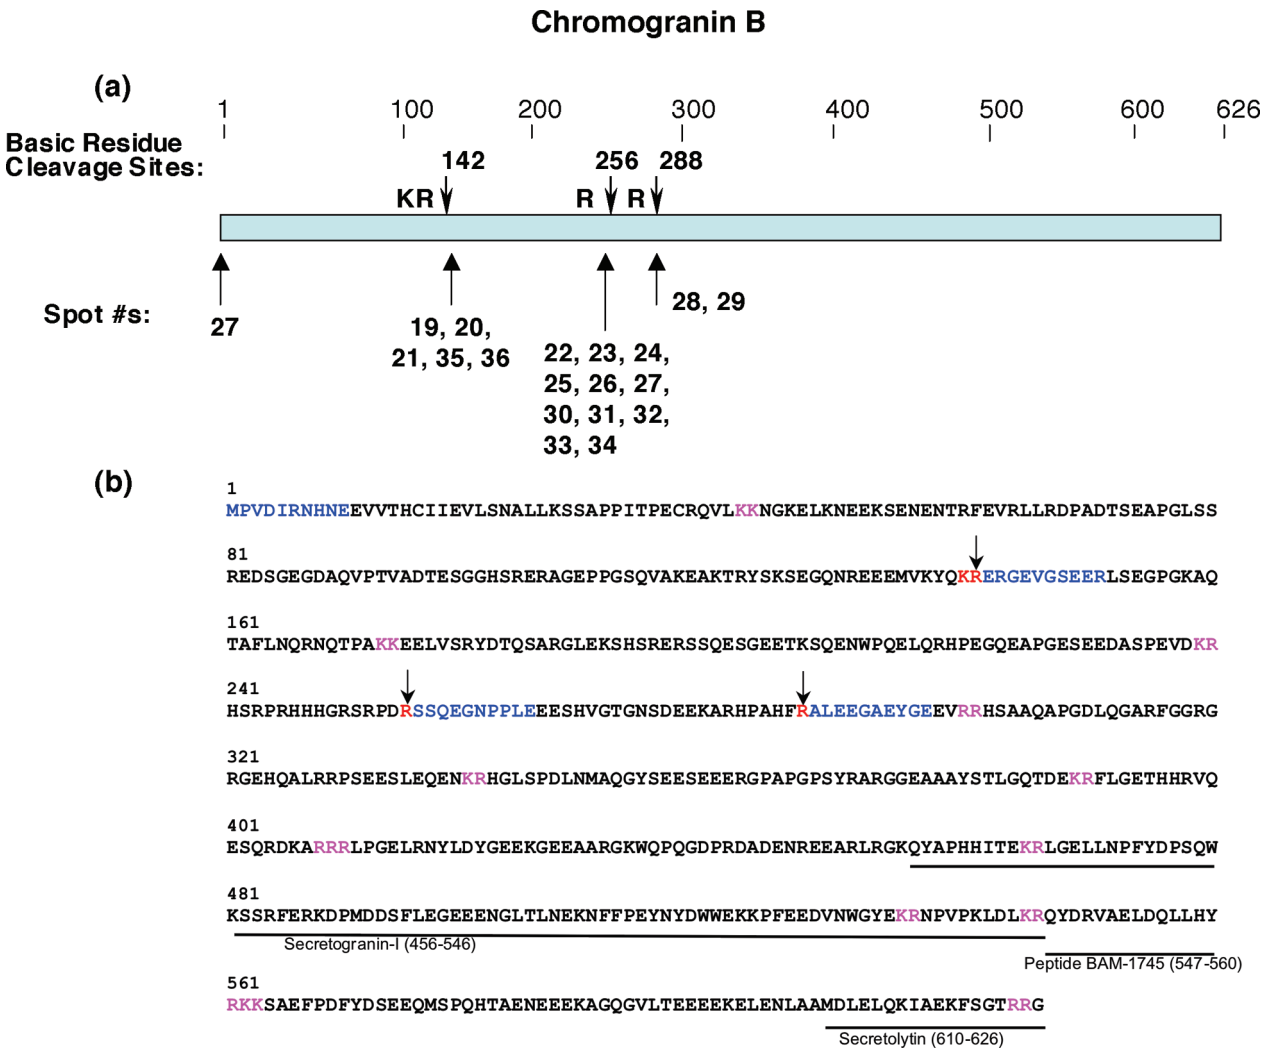 Chromogranin B
(a)
1 100 200 300 400 500 600 626
Basic Residue
Cleavage Sites:
142 256 288
KR R R
Spot #s:
27
19, 20,
21, 35, 36
22, 23, 24,
25, 26, 27,
30, 31, 32,
33, 34
28, 29
(b)
1
MPVDIRNHNEEVVTHCIIEVLSNALLKSSAPPITPECRQVLKKNGKELKNEEKSENENTRFEVRLLRDPADTSEAPGLSS
81
REDSGEGDAQVPTVADTESGGHSRERAGEPPGSQVAKEAKTRYSKSEGQNREEEMVKYQKRERGEVGSEERLSEGPGKAQ
161
TAFLNQRNQTPAKKEELVSRYDTQSARGLEKSHSRERSSQESGEETKSQENWPQELQRHPEGQEAPGESEEDASPEVDKR
241
HSRPRHHHGRSRPDRSSQEGNPPLEEESHVGTGNSDEEKARHPAHFRALEEGAEYGEEVRRHSAAQAPGDLQGARFGGRG
321
RGEHQALRRPSEESLEQENKRHGLSPDLNMAQGYSEESEEERGPAPGPSYRARGGEAAAYSTLGQTDEKRFLGETHHRVQ
401
ESQRDKARRRLPGELRNYLDYGEEKGEEAARGKWQPQGDPRDADENREEARLRGKQYAPHHITEKRLGELLNPFYDPSQW
481
KSSRFERKDPMDDSFLEGEEENGLTLNEKNFFPEYNYDWWEKKPFEEDVNWGYEKRNPVPKLDLKRQYDRVAELDQLLHY
Secretogranin-I (456-546)
Peptide BAM-1745 (547-560)
561
RKKSAEFPDFYDSEEQMSPQHTAENEEEKAGQGVLTEEEEKELENLAAMDLELQKIAEKFSGTRRG
Secretolytin (610-626)